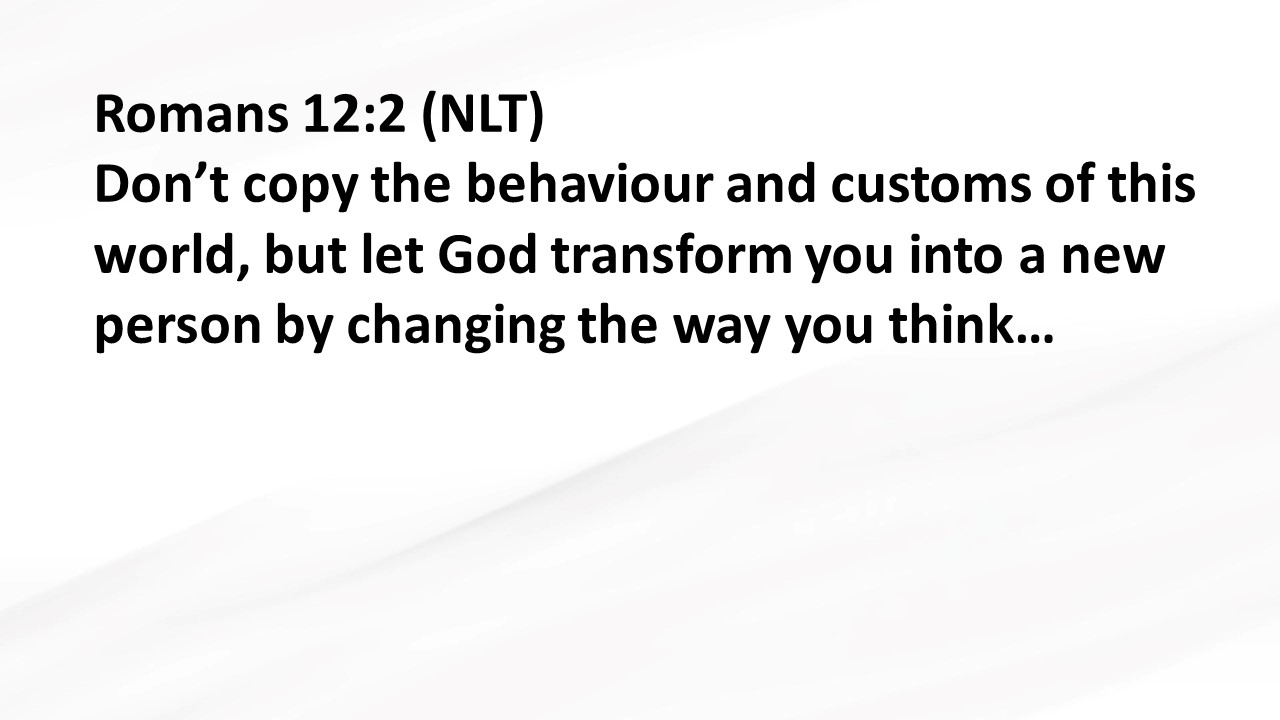 Romans 12:2 (NLT)
Don’t copy the behaviour and customs of this
world, but let God transform you into a new
person by changing the way you think…